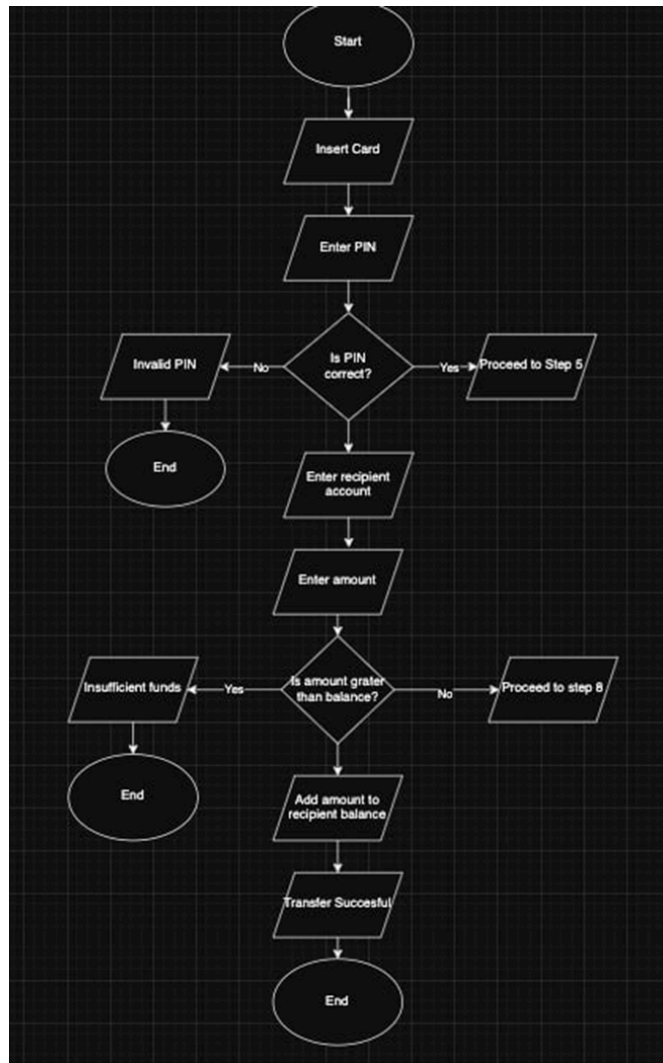 Start
Insert Card
Enter PIN
Is PIN
correct?
No
Invalid PIN
End
Yes
Proceed to Step 5
Enter recipient
account
Enter amount
Is amount grater
than balance?
Yes
Insufficient funds
End
No
Proceed to step 8
Add amount to
recipient balance
Transfer Succesful
End